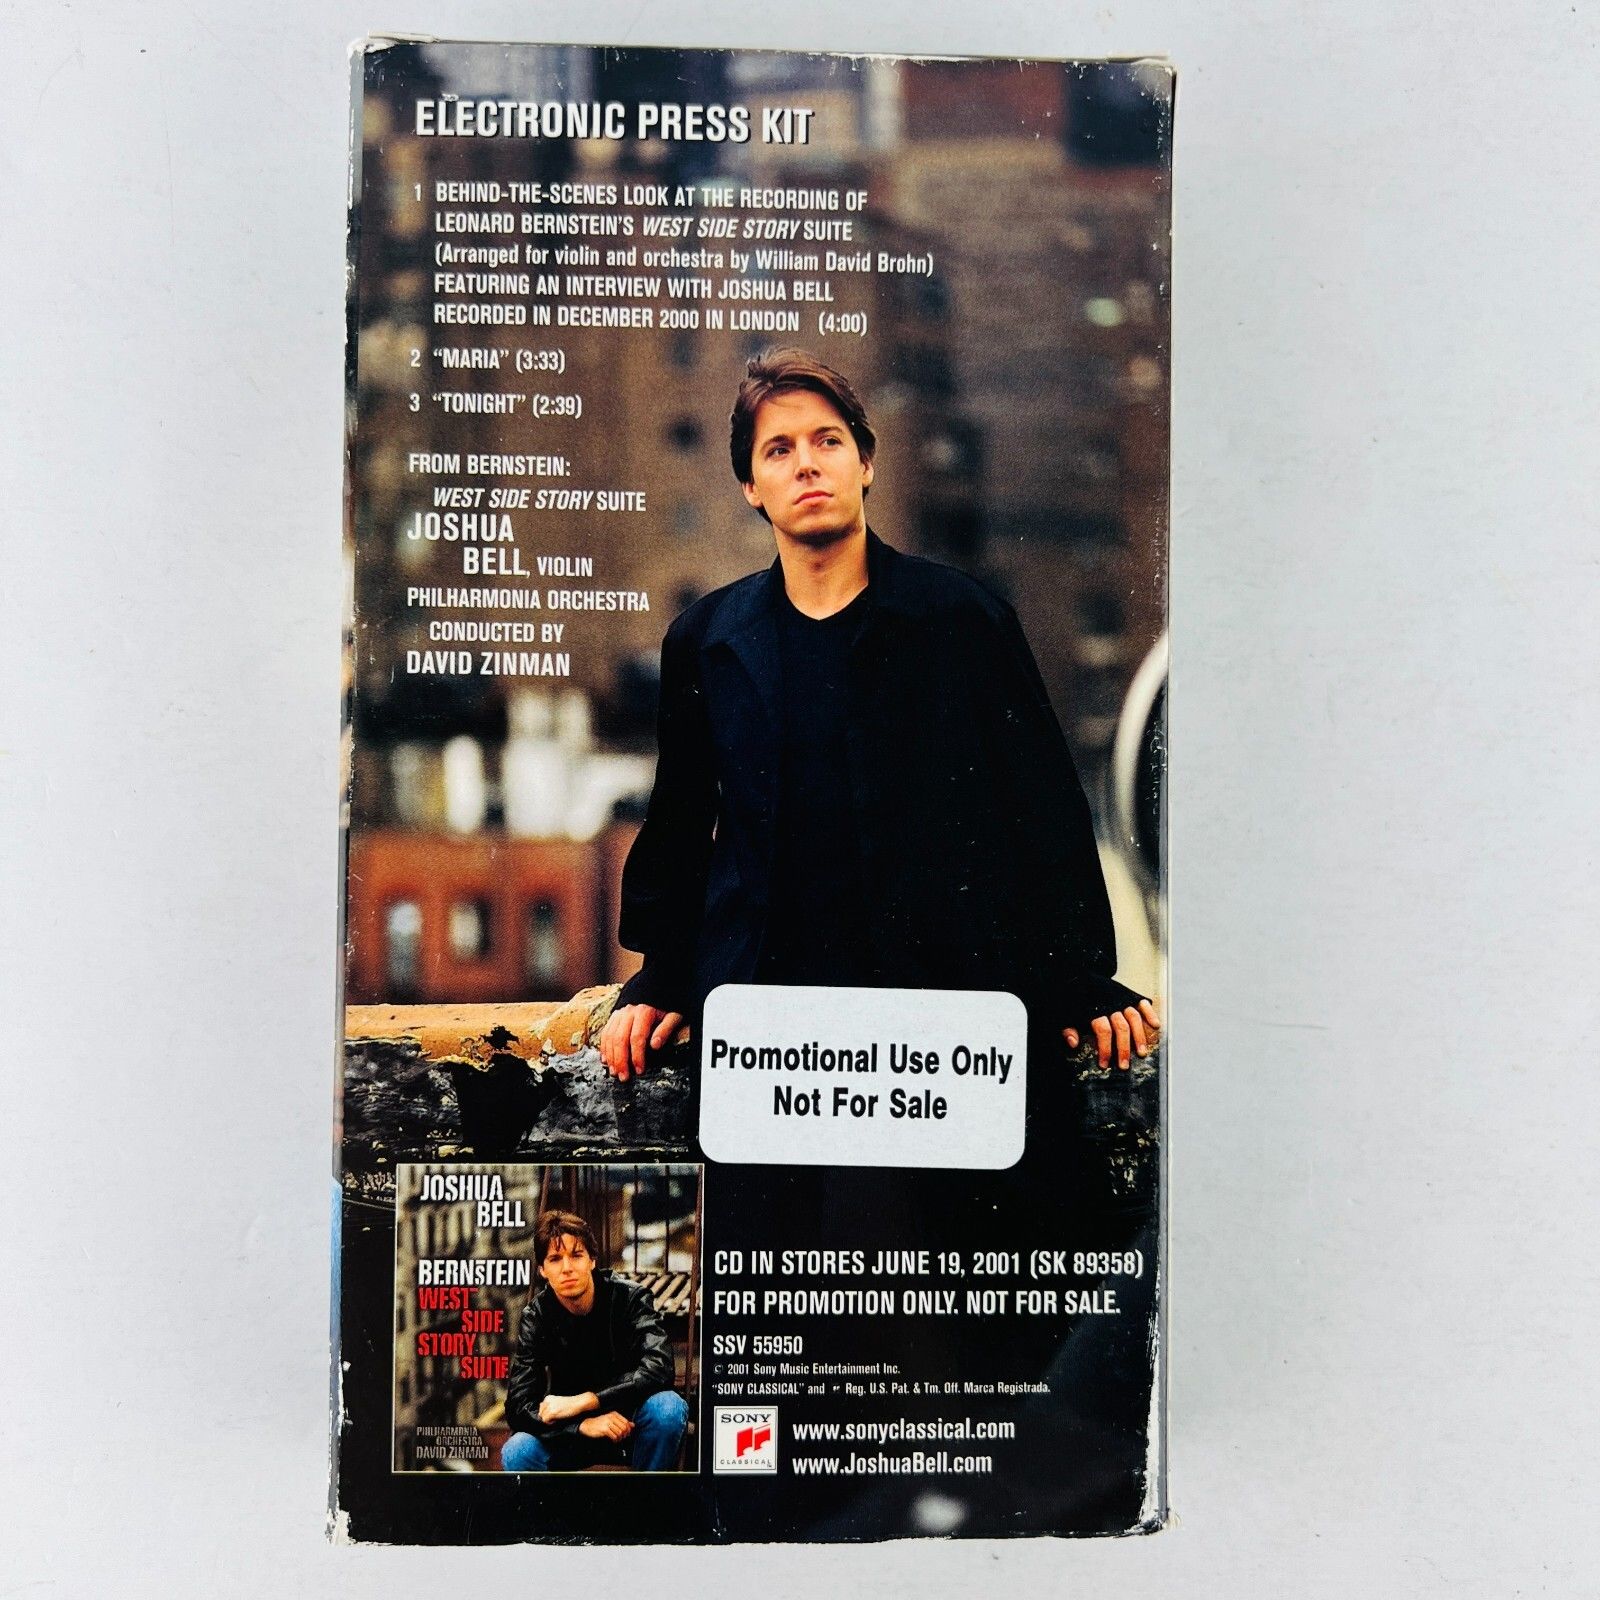 ELECTRONIC PRESS KIT
1 BEHIND-THE-SCENES LOOK AT THE RECORDING OF
LEONARD BERNSTEIN'S WEST SIDE STORY SUITE
(Arranged for violin and orchestra by William David Brohn)
FEATURING AN INTERVIEW WITH JOSHUA BELL
RECORDED IN DECEMBER 2000 IN LONDON (4:00)
2 "MARIA" (3:33)
3 "TONIGHT" (2:39)
FROM BERNSTEIN:
WEST SIDE STORY SUITE
JOSHUA
BELL, VIOLIN
PHILHARMONIA ORCHESTRA
CONDUCTED BY
DAVID ZINMAN
Promotional Use Only
Not For Sale
JOSHUA
BELL
BERNSTEIN
WEST
SIDE
STORY
SUITE
PHILHARMONIA
ORCHESTRA
DAVID ZINMAN
CD IN STORES JUNE 19, 2001 (SK 89358)
FOR PROMOTION ONLY. NOT FOR SALE.
SSV 55950
© 2001 Sony Music Entertainment Inc.
"SONY CLASSICAL" and Reg. U.S. Pat. & Tm. Off. Marca Registrada.
SONY
CLASSICAL
www.sonyclassical.com
www.JoshuaBell.com